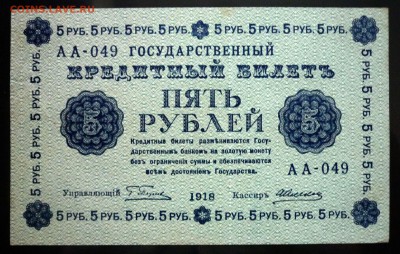 COINS.SU
5 РУБ. 5 РУБ. 5 РУБ. 5 РУБ. 5 РУБ. 5 РУБ.
АА-049 ГОСУДАРСТВЕННЫЙ
КРЕДИТНЫЙ БИЛЕТЪ
ПЯТЬ
РУБЛЕЙ
5 5
Кредитные билеты размѣниваются Госу-
дарственнымъ банкомъ на золотую монету
безъ ограниченія суммы и обезпечиваются
всѣмъ достояніемъ Государства.
АА-049
Управляющій 1918 Кассиръ
5 РУБ. 5 РУБ. 5 РУБ. 5 РУБ. 5 РУБ. 5 РУБ.
5 РУБ. 5 РУБ. 5 РУБ.
5 РУБ. 5 РУБ. 5 РУБ.